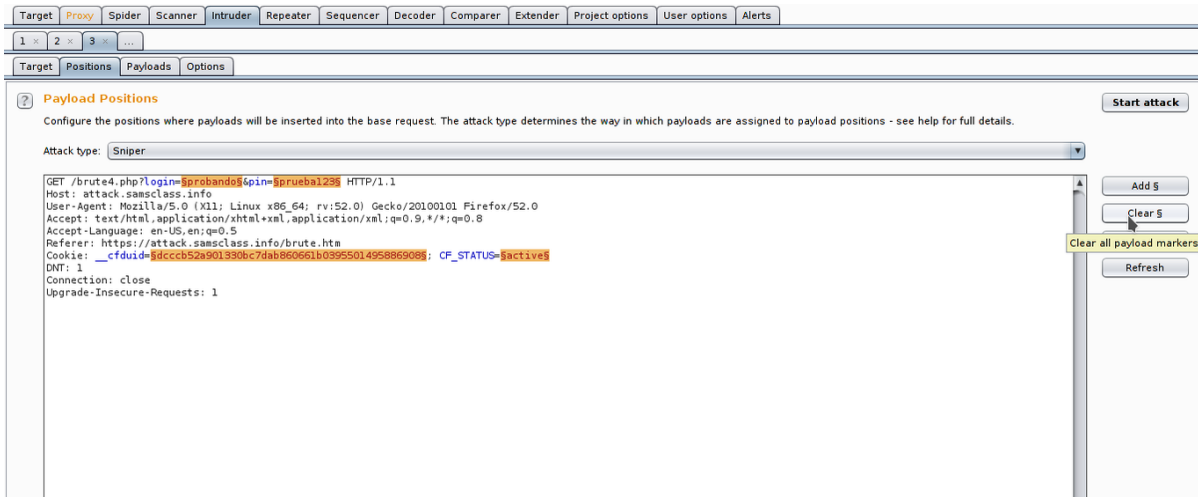 Target Proxy Spider Scanner Intruder Repeater Sequencer Decoder Comparer Extender Project options User options Alerts
1 × 2 × 3 × ...
Target Positions Payloads Options
? Payload Positions
Start attack
Configure the positions where payloads will be inserted into the base request. The attack type determines the way in which payloads are assigned to payload positions - see help for full details.
Attack type: Sniper
GET /brute4.php?login=§probando§&pin=§prueba123§ HTTP/1.1
Host: attack.samsclass.info
User-Agent: Mozilla/5.0 (X11; Linux x86_64; rv:52.0) Gecko/20100101 Firefox/52.0
Accept: text/html,application/xhtml+xml,application/xml;q=0.9,*/*;q=0.8
Accept-Language: en-US,en;q=0.5
Referer: https://attack.samsclass.info/brute.htm
Cookie: __cfduid=§dcccb52a901330bc7dab860661b0395501495886908§; CF_STATUS=§active§
DNT: 1
Connection: close
Upgrade-Insecure-Requests: 1
Add §
Clear §
Clear all payload markers
Refresh